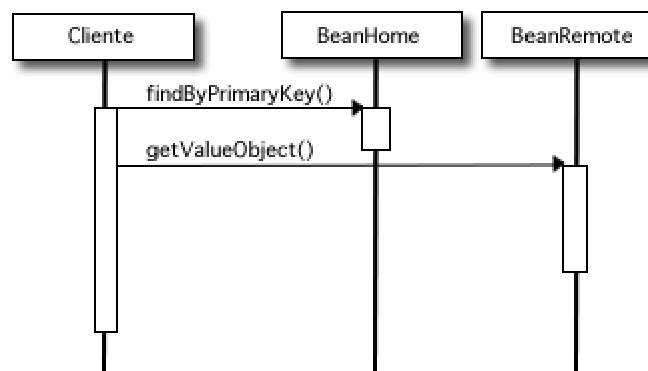 Cliente
BeanHome
BeanRemote
findByPrimaryKey()
getValueObject()